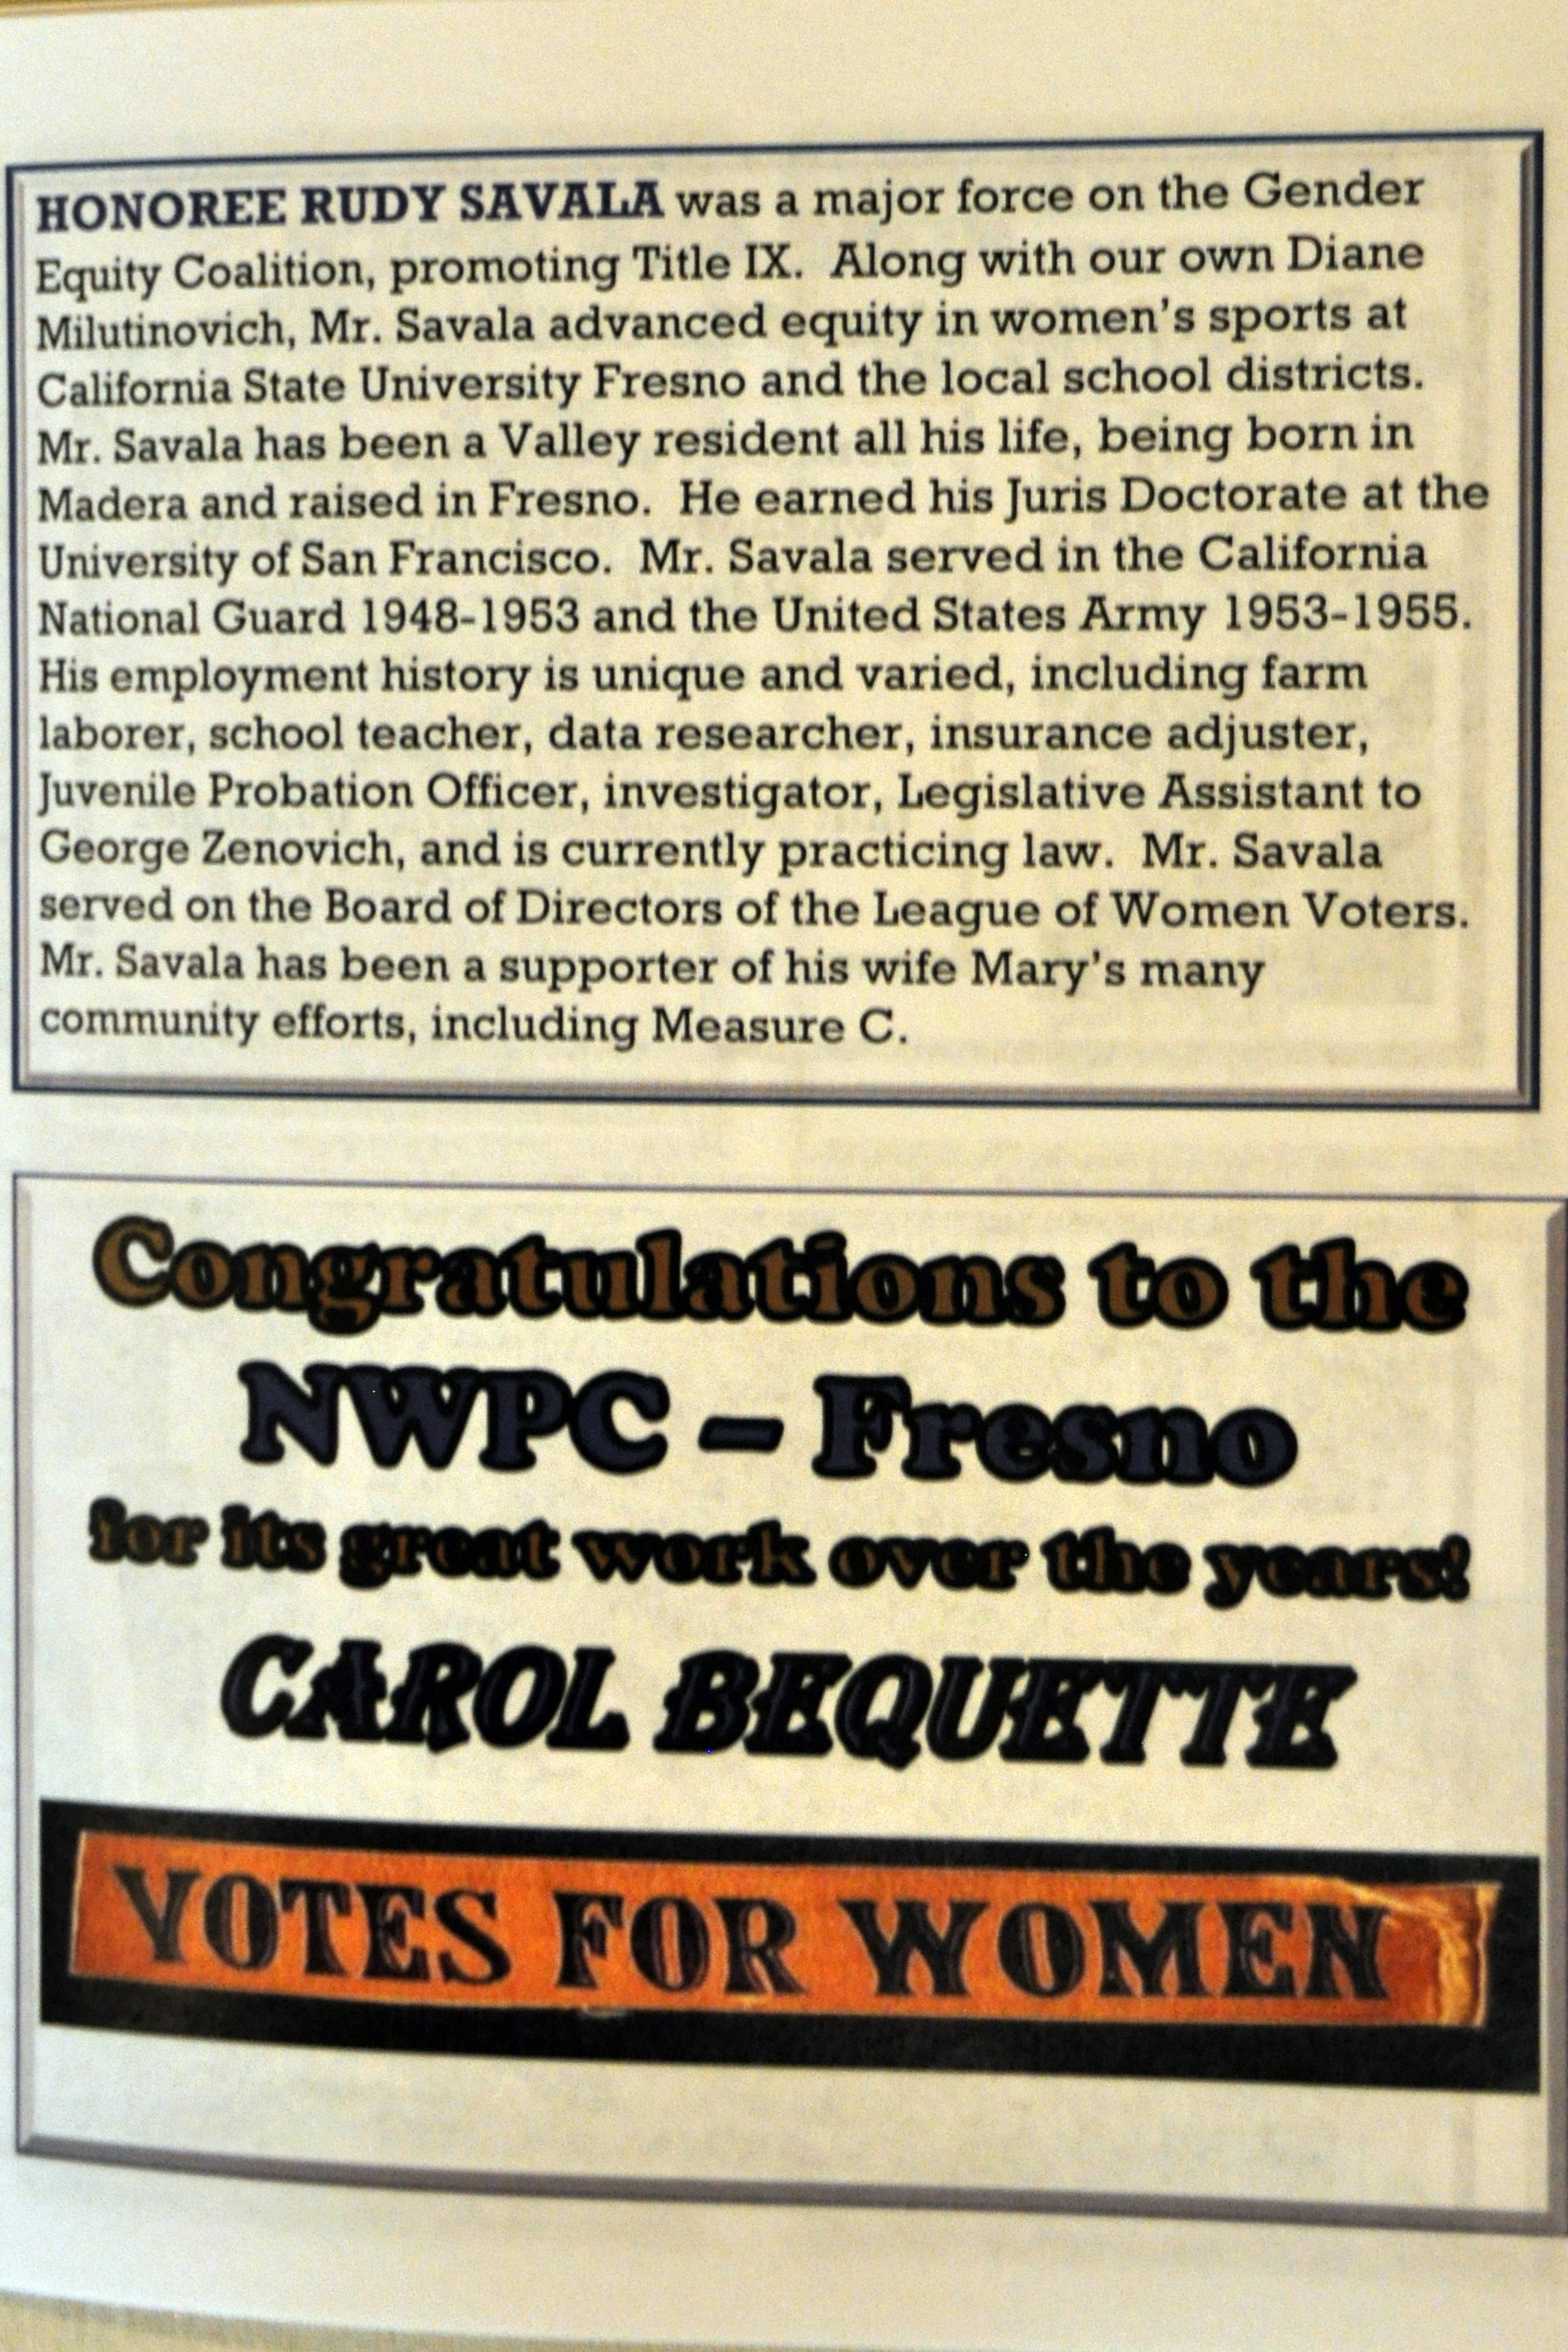 HONOREE RUDY SAVALA was a major force on the Gender
Equity Coalition, promoting Title IX. Along with our own Diane
Milutinovich, Mr. Savala advanced equity in women's sports at
California State University Fresno and the local school districts.
Mr. Savala has been a Valley resident all his life, being born in
Madera and raised in Fresno. He earned his Juris Doctorate at the
University of San Francisco. Mr. Savala served in the California
National Guard 1948-1953 and the United States Army 1953-1955.
His employment history is unique and varied, including farm
laborer, school teacher, data researcher, insurance adjuster,
Juvenile Probation Officer, investigator, Legislative Assistant to
George Zenovich, and is currently practicing law. Mr. Savala
served on the Board of Directors of the League of Women Voters.
Mr. Savala has been a supporter of his wife Mary's many
community efforts, including Measure C.
Congratulations to the
NWPC – Fresno
for its great work over the years!
CAROL BEQUETTE
VOTES FOR WOMEN